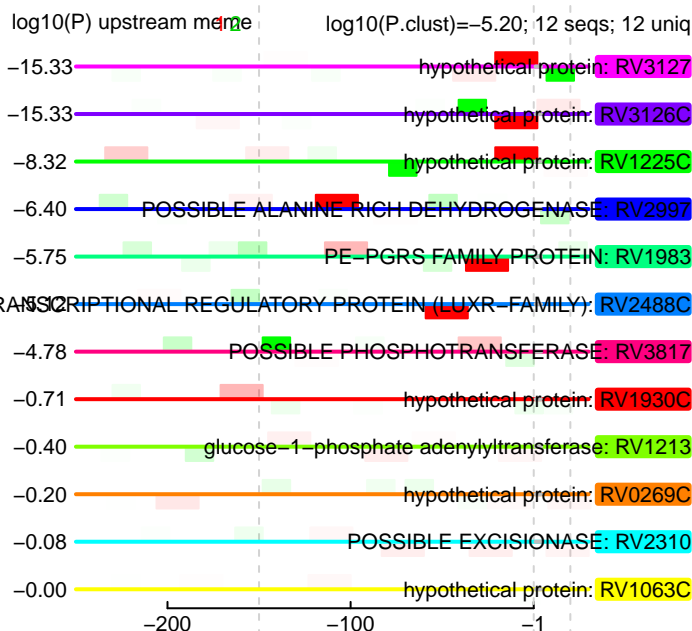 log10(P) upstream meme 1 2 log10(P.clust)=−5.20; 12 seqs; 12 uniq
−15.33 hypothetical protein: RV3127
−15.33 hypothetical protein: RV3126C
−8.32 hypothetical protein: RV1225C
−6.40 POSSIBLE ALANINE RICH DEHYDROGENASE: RV2997
−5.75 PE−PGRS FAMILY PROTEIN: RV1983
−5.12 RANSCRIPTIONAL REGULATORY PROTEIN (LUXR−FAMILY): RV2488C
−4.78 POSSIBLE PHOSPHOTRANSFERASE: RV3817
−0.71 hypothetical protein: RV1930C
−0.40 glucose−1−phosphate adenylyltransferase: RV1213
−0.20 hypothetical protein: RV0269C
−0.08 POSSIBLE EXCISIONASE: RV2310
−0.00 hypothetical protein: RV1063C
−200 −100 −1